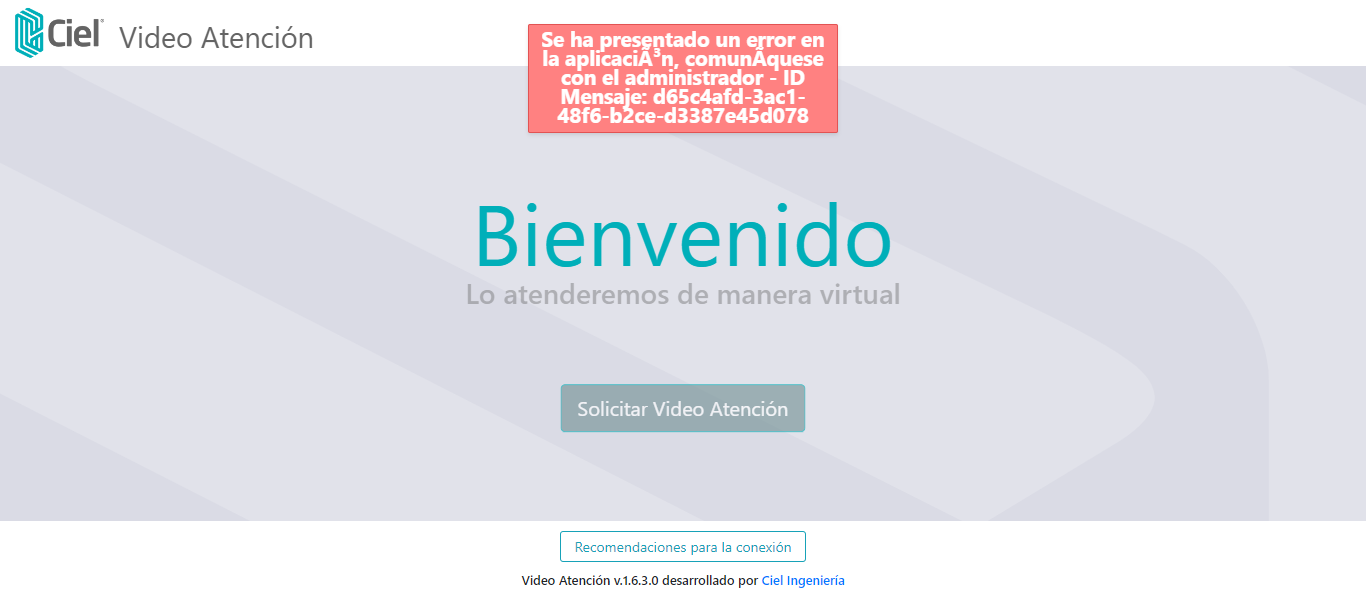 Ciel®
Video Atención
Se ha presentado un error en
la aplicaciÃ³n, comunÃquese
con el administrador - ID
Mensaje: d65c4afd-3ac1-
48f6-b2ce-d3387e45d078
Bienvenido
Lo atenderemos de manera virtual
Solicitar Video Atención
Recomendaciones para la conexión
Video Atención v.1.6.3.0 desarrollado por Ciel Ingeniería